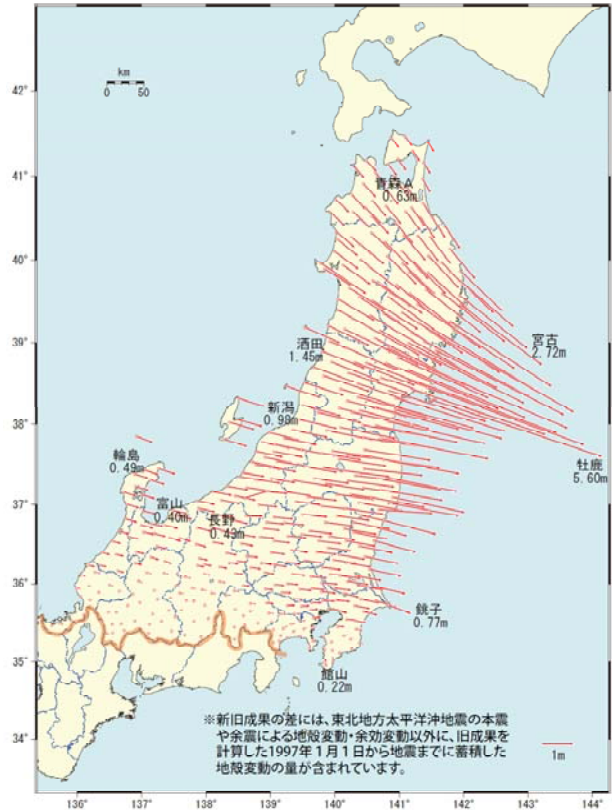 km
0 50
42°
41°
40°
39°
38°
37°
36°
35°
34°
青森A
0.63m
宮古
2.72m
酒田
1.45m
新潟
0.98m
牡鹿
5.60m
輪島
0.49m
富山
0.40m
長野
0.43m
銚子
0.77m
館山
0.22m
※新旧成果の差には、東北地方太平洋沖地震の本震
や余震による地殻変動・余効変動以外に、旧成果を
計算した1997年1月1日から地震までに蓄積した
地殻変動の量が含まれています。
1m
136° 137° 138° 139° 140° 141° 142° 143° 144°